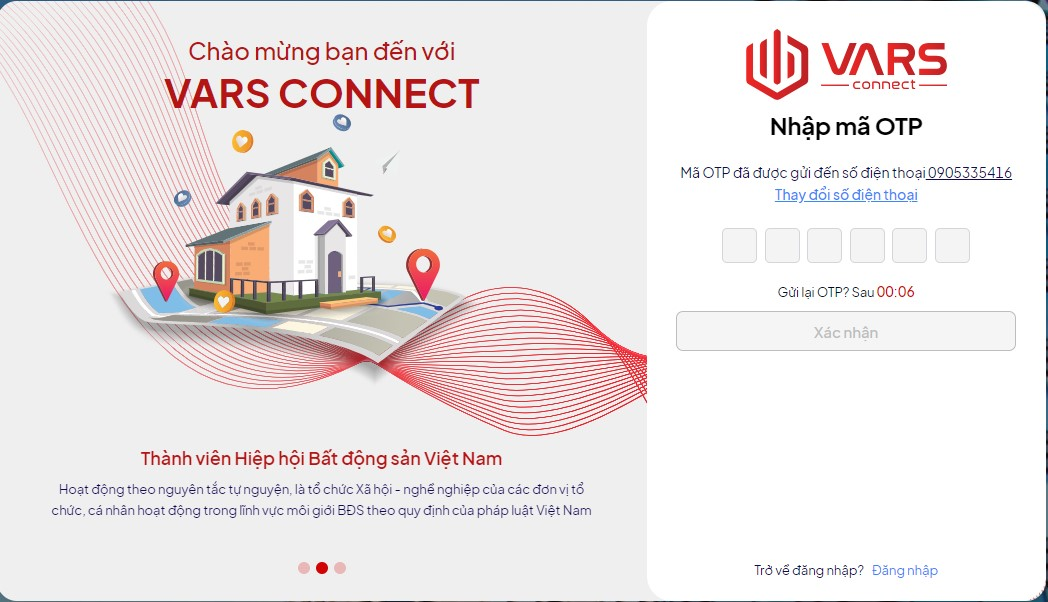 Chào mừng bạn đến với
VARS CONNECT
Thành viên Hiệp hội Bất động sản Việt Nam
Hoạt động theo nguyên tắc tự nguyện, là tổ chức Xã hội - nghề nghiệp của các đơn vị tổ
chức, cá nhân hoạt động trong lĩnh vực môi giới BĐS theo quy định của pháp luật Việt Nam
VARS
connect
Nhập mã OTP
Mã OTP đã được gửi đến số điện thoại 0905335416
Thay đổi số điện thoại
Gửi lại OTP? Sau 00:06
Xác nhận
Trở về đăng nhập? Đăng nhập